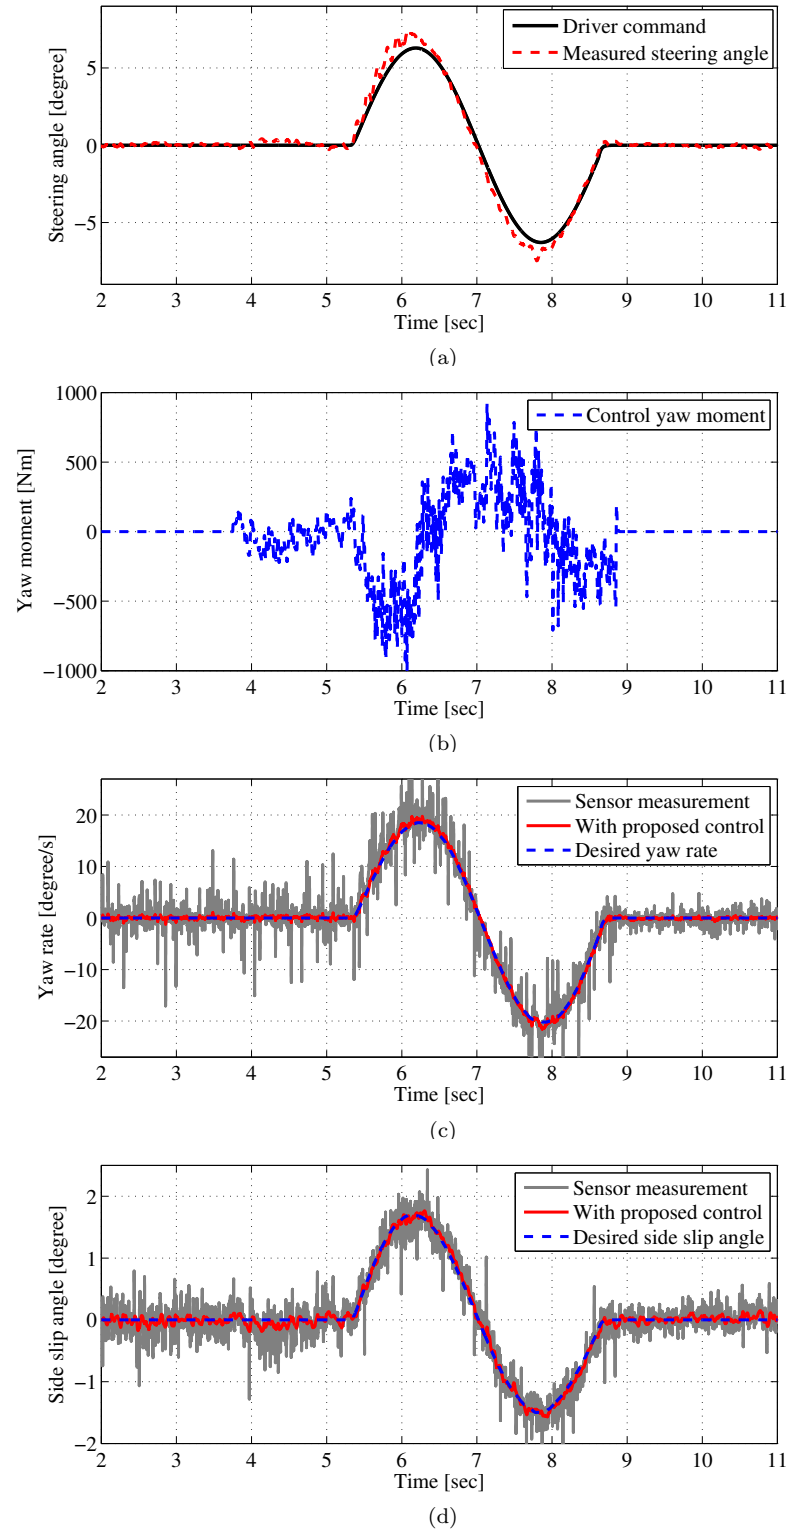 Driver command
Measured steering angle
5
0
−5
Steering angle [degree]
2 3 4 5 6 7 8 9 10 11
Time [sec]
(a)
1000
Control yaw moment
500
0
−500
−1000
Yaw moment [Nm]
2 3 4 5 6 7 8 9 10 11
Time [sec]
(b)
Sensor measurement
With proposed control
Desired yaw rate
20
10
0
−10
−20
Yaw rate [degree/s]
2 3 4 5 6 7 8 9 10 11
Time [sec]
(c)
Sensor measurement
With proposed control
Desired side slip angle
2
1
0
−1
−2
Side slip angle [degree]
2 3 4 5 6 7 8 9 10 11
Time [sec]
(d)